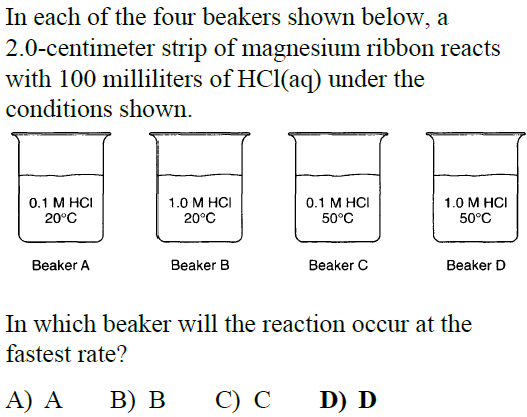 In each of the four beakers shown below, a
2.0-centimeter strip of magnesium ribbon reacts
with 100 milliliters of HCl(aq) under the
conditions shown.
0.1 M HCl 1.0 M HCl 0.1 M HCl 1.0 M HCl
20°C 20°C 50°C 50°C
Beaker A Beaker B Beaker C Beaker D
In which beaker will the reaction occur at the
fastest rate?
A) A B) B C) C D) D